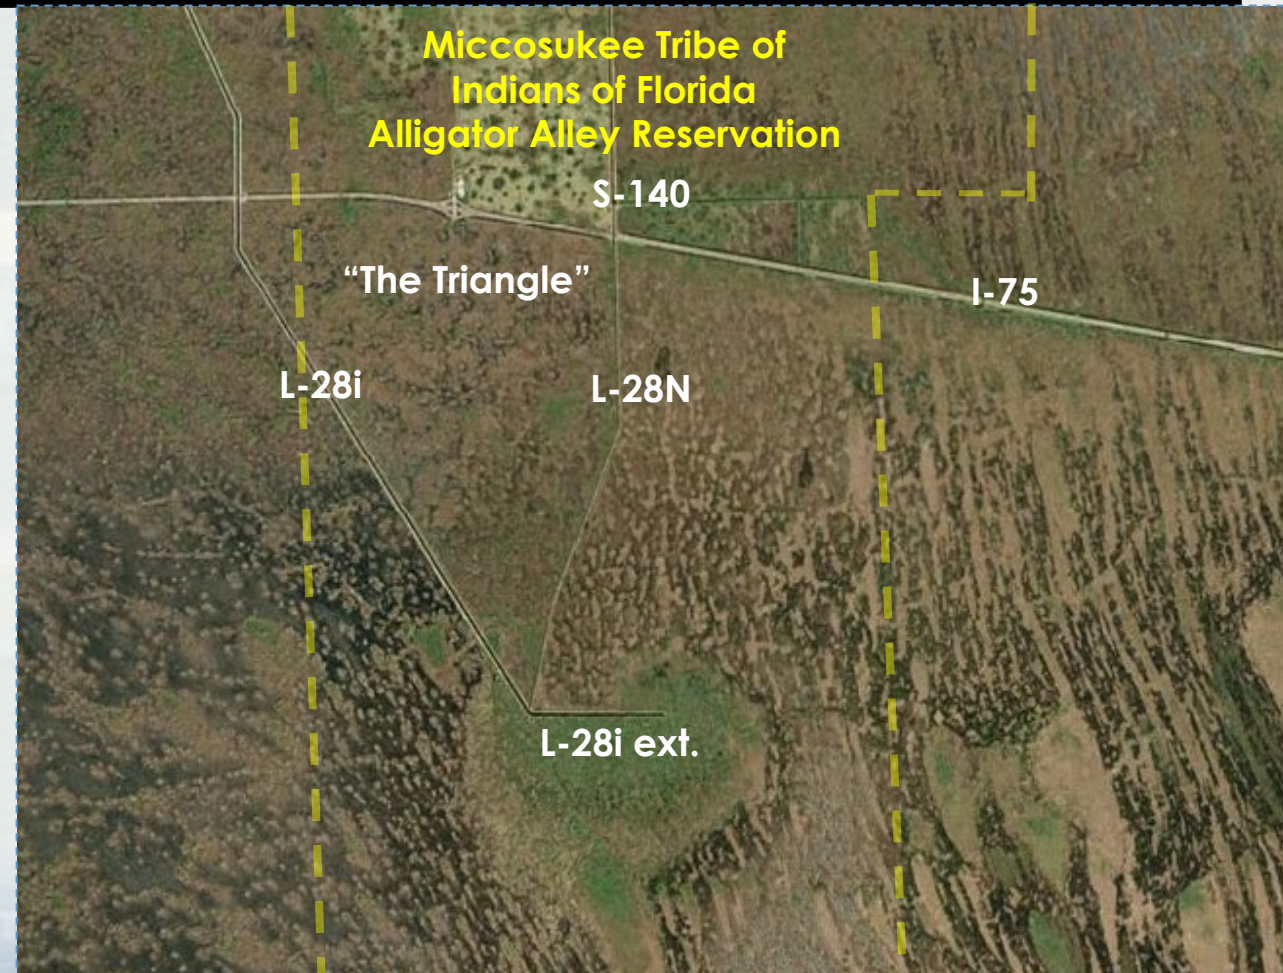 Miccosukee Tribe of
Indians of Florida
Alligator Alley Reservation
S-140
“The Triangle”
I-75
L-28i
L-28N
L-28i ext.